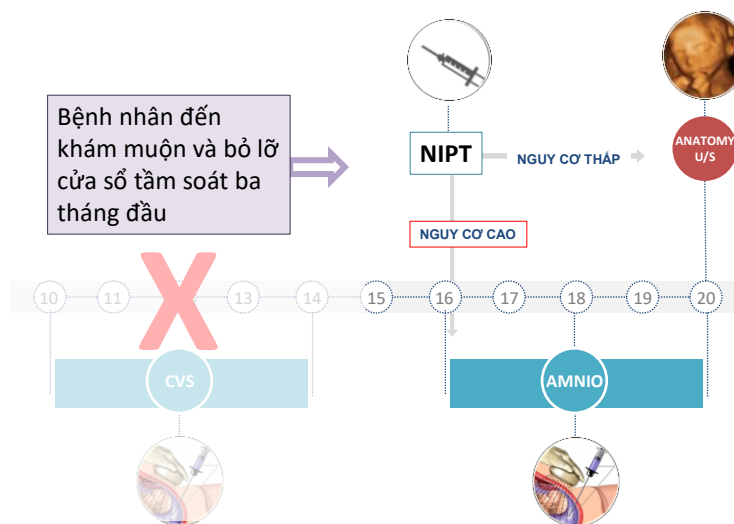 Bệnh nhân đến
khám muộn và bỏ lỡ
cửa sổ tầm soát ba
tháng đầu
NIPT
NGUY CƠ THẤP
ANATOMY
U/S
NGUY CƠ CAO
10
11
13
14
15
16
17
18
19
20
CVS
AMNIO